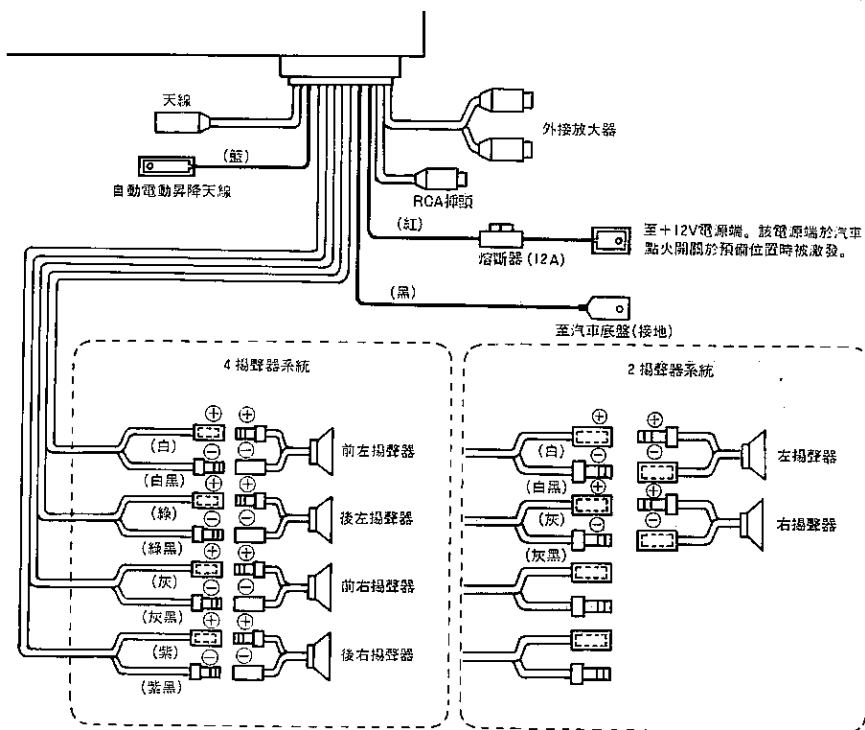 天線
外接放大器
(藍)
自動電動昇降天線
RCA揷頭
(紅)
至+12V電源端。該電源端於汽車
點火開關於預備位置時被激發。
熔斷器(12A)
(黑)
至汽車底盤(接地)
4揚聲器系統
⊕ ⊕
(白)
⊖ ⊖
前左揚聲器
(白黑)
⊕ ⊕
(綠)
⊖ ⊖
後左揚聲器
(綠黑)
⊕ ⊕
(灰)
⊖ ⊖
前右揚聲器
(灰黑)
⊕ ⊕
(紫)
⊖ ⊖
後右揚聲器
(紫黑)
2揚聲器系統
⊕ ⊕
(白)
⊖ ⊖
左揚聲器
(白黑)
⊕ ⊕
(灰)
⊖ ⊖
右揚聲器
(灰黑)